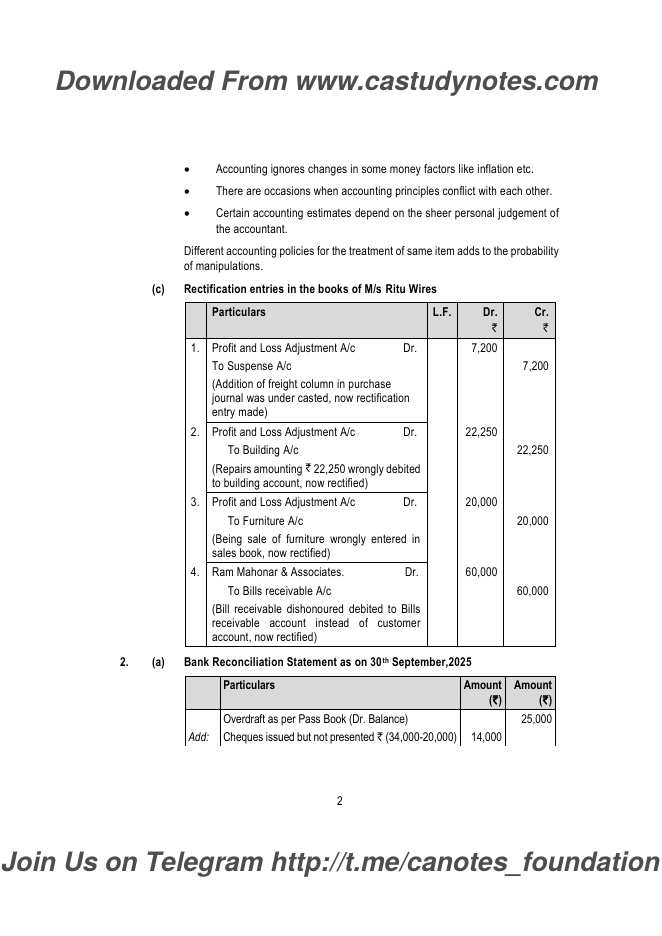 Downloaded From www.castudynotes.com
• Accounting ignores changes in some money factors like inflation etc.
• There are occasions when accounting principles conflict with each other.
• Certain accounting estimates depend on the sheer personal judgement of
the accountant.
Different accounting policies for the treatment of same item adds to the probability
of manipulations.
(c) Rectification entries in the books of M/s Ritu Wires
Particulars L.F. Dr. Cr.
₹ ₹
1. Profit and Loss Adjustment A/c Dr. 7,200
To Suspense A/c 7,200
(Addition of freight column in purchase
journal was under casted, now rectification
entry made)
2. Profit and Loss Adjustment A/c Dr. 22,250
To Building A/c 22,250
(Repairs amounting ₹ 22,250 wrongly debited
to building account, now rectified)
3. Profit and Loss Adjustment A/c Dr. 20,000
To Furniture A/c 20,000
(Being sale of furniture wrongly entered in
sales book, now rectified)
4. Ram Mahonar & Associates. Dr. 60,000
To Bills receivable A/c 60,000
(Bill receivable dishonoured debited to Bills
receivable account instead of customer
account, now rectified)
2. (a) Bank Reconciliation Statement as on 30th September,2025
Particulars Amount Amount
(₹) (₹)
Overdraft as per Pass Book (Dr. Balance) 25,000
Add: Cheques issued but not presented ₹ (34,000-20,000) 14,000
2
Join Us on Telegram http://t.me/canotes_foundation